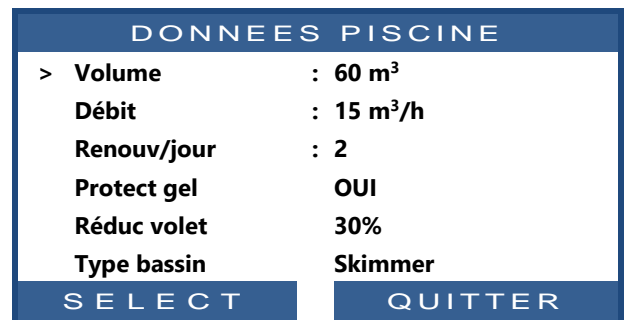 DONNEES PISCINE
> Volume : 60 m³
Débit : 15 m³/h
Renouv/jour : 2
Protect gel OUI
Réduc volet 30%
Type bassin Skimmer
SELECT QUITTER